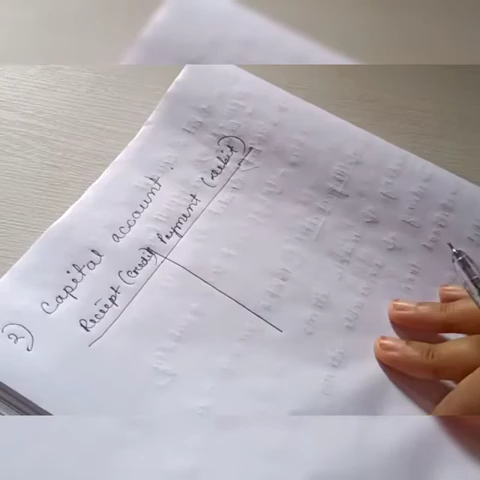 2) Capital account.
Receipt (Credit) Payment (debit)